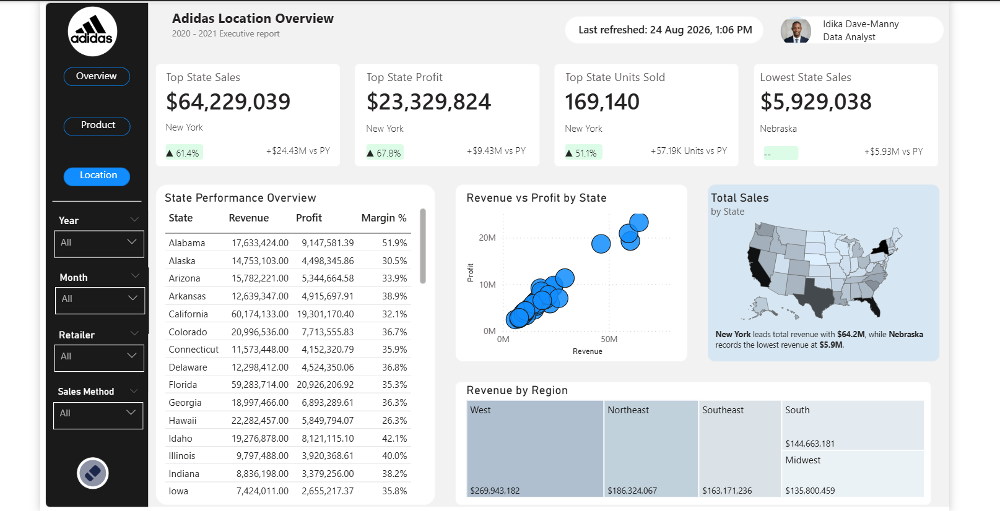 adidas
Overview
Product
Location
Year
All
Month
All
Retailer
All
Sales Method
All
Adidas Location Overview
2020 - 2021 Executive report
Last refreshed: 24 Aug 2026, 1:06 PM
Idika Dave-Manny
Data Analyst
Top State Sales
$64,229,039
New York
▲ 61.4%
+$24.43M vs PY
Top State Profit
$23,329,824
New York
▲ 67.8%
+$9.43M vs PY
Top State Units Sold
169,140
New York
▲ 51.1%
+57.19K Units vs PY
Lowest State Sales
$5,929,038
Nebraska
--
+$5.93M vs PY
State Performance Overview
State Revenue Profit Margin %
Alabama 17,633,424.00 9,147,581.39 51.9%
Alaska 14,753,103.00 4,498,345.86 30.5%
Arizona 15,782,221.00 5,344,664.58 33.9%
Arkansas 12,639,347.00 4,915,697.91 38.9%
California 60,174,133.00 19,301,170.40 32.1%
Colorado 20,996,536.00 7,713,555.83 36.7%
Connecticut 11,573,448.00 4,152,320.79 35.9%
Delaware 12,298,412.00 4,524,350.06 36.8%
Florida 59,283,714.00 20,926,206.92 35.3%
Georgia 18,997,466.00 6,893,289.61 36.3%
Hawaii 22,282,457.00 5,849,794.07 26.3%
Idaho 19,276,878.00 8,121,115.10 42.1%
Illinois 9,797,488.00 3,920,368.61 40.0%
Indiana 8,836,198.00 3,379,256.00 38.2%
Iowa 7,424,011.00 2,655,217.37 35.8%
Revenue vs Profit by State
20M
10M
0M
Profit
0M 50M
Revenue
Total Sales
by State
New York leads total revenue with $64.2M, while Nebraska
records the lowest revenue at $5.9M.
Revenue by Region
West
$269,943,182
Northeast
$186,324,067
Southeast
$163,171,236
South
$144,663,181
Midwest
$135,800,459